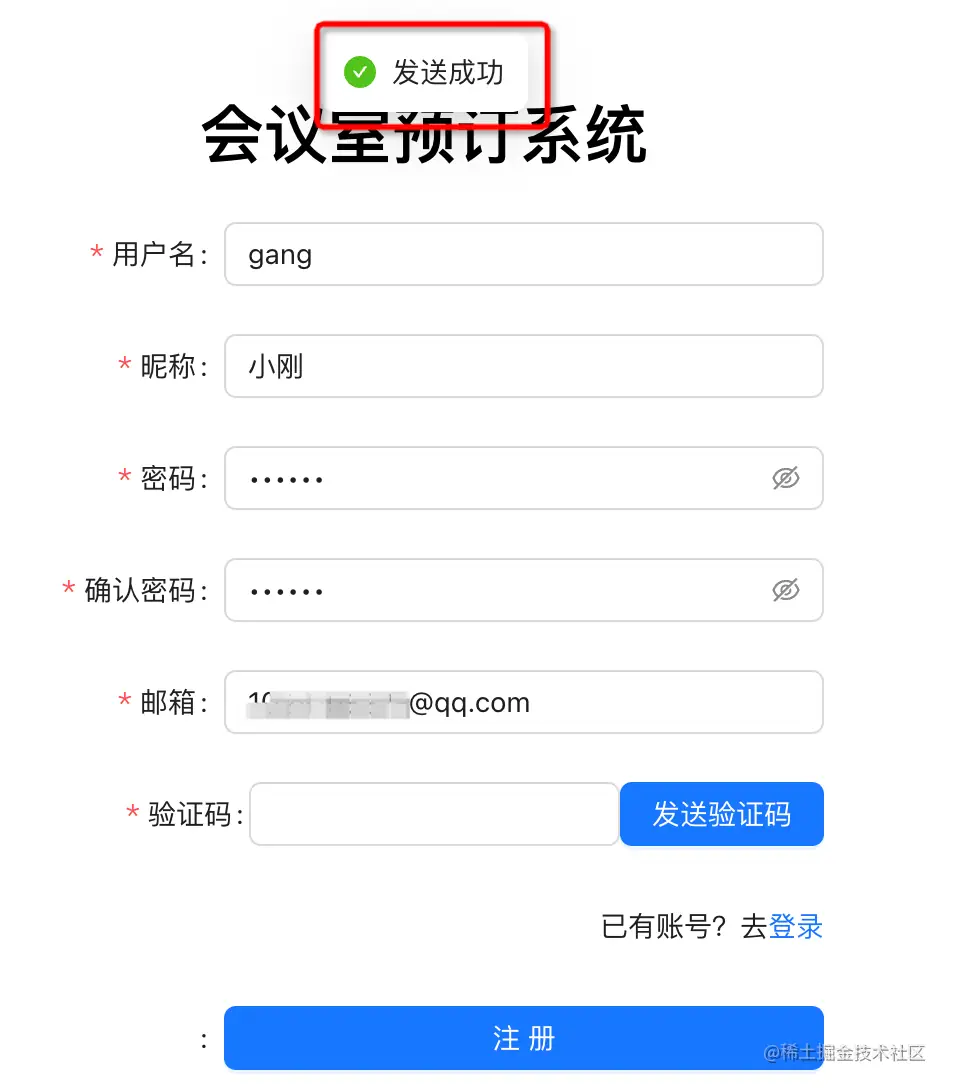 发送成功
会议室预订系统
* 用户名: gang
* 昵称: 小刚
* 密码: ••••••
* 确认密码: ••••••
* 邮箱: @qq.com
* 验证码: 发送验证码
已有账号？去登录
: 注 册
@稀土掘金技术社区